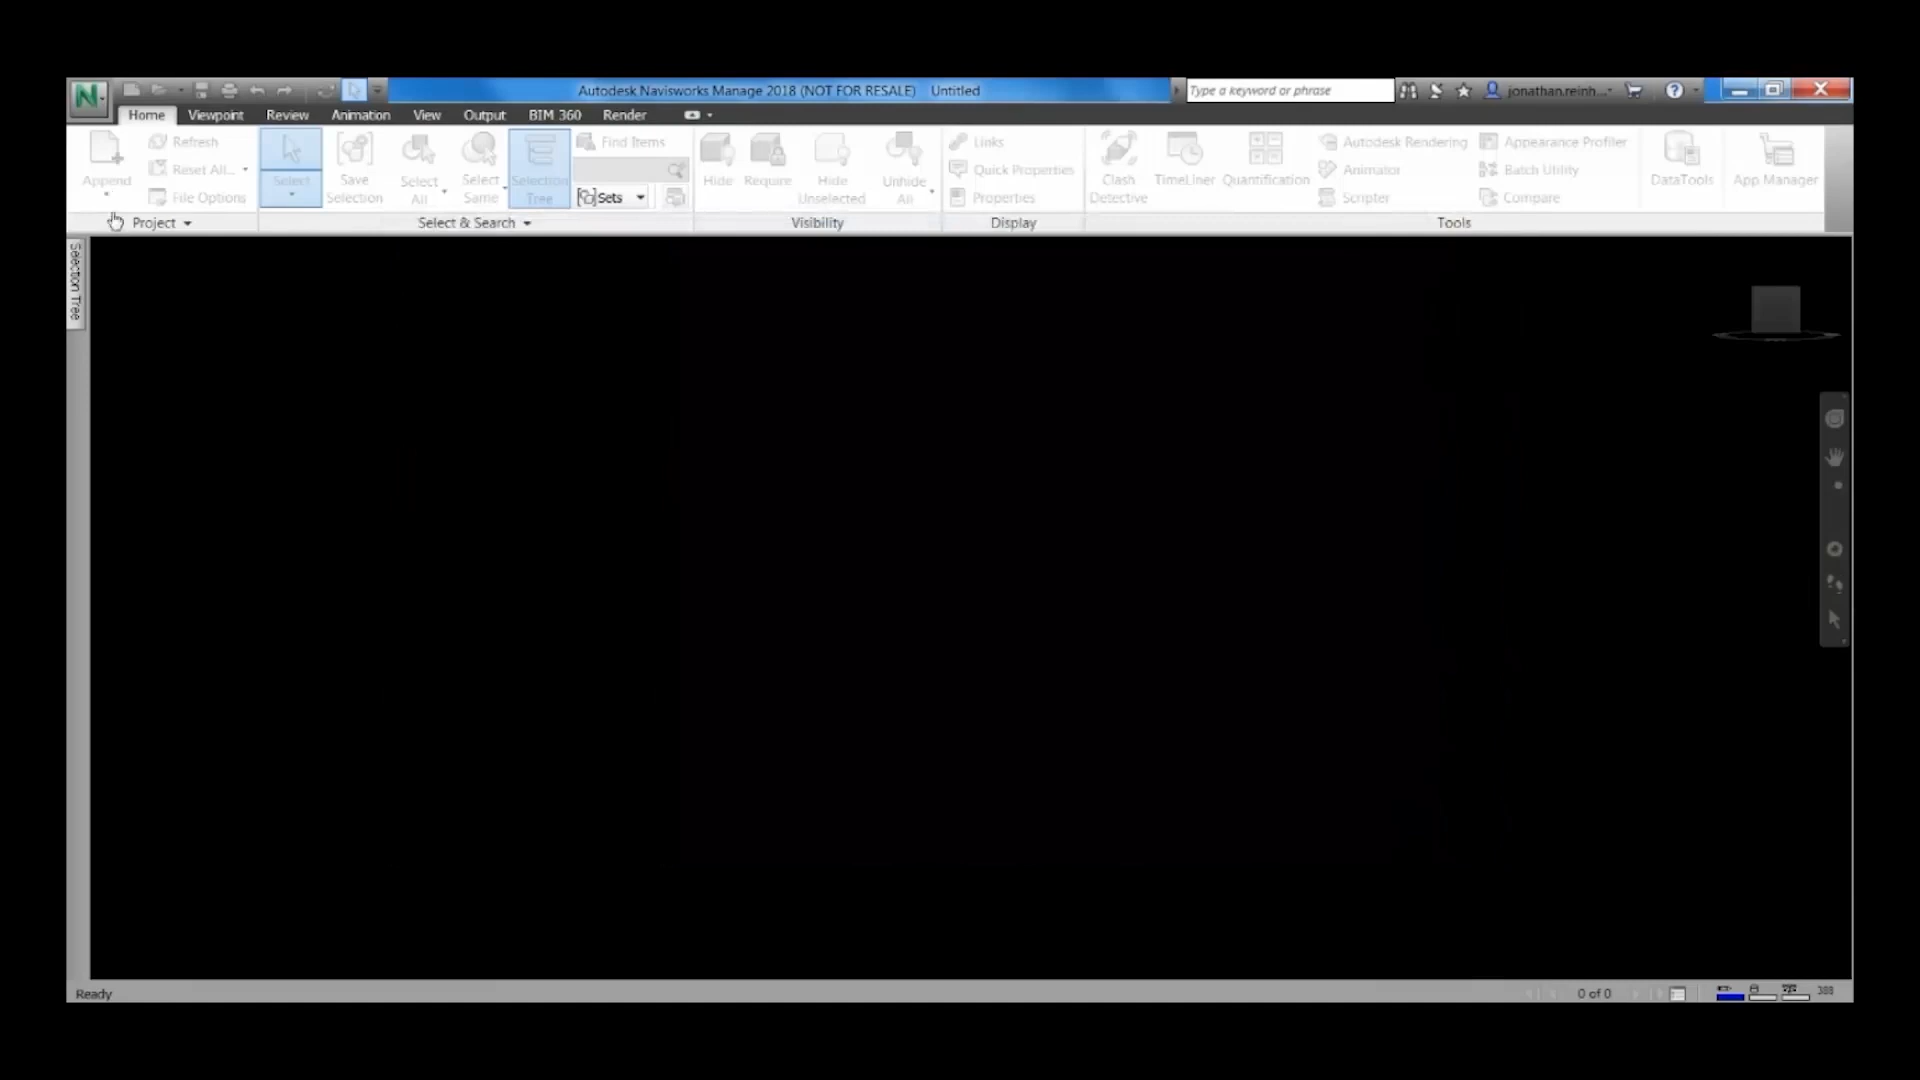 Autodesk Navisworks Manage 2018 (NOT FOR RESALE) Untitled
Type a keyword or phrase
jonathan.reinh...
Home Viewpoint Review Animation View Output BIM 360 Render
Append
Refresh
Reset All...
File Options
Project
Select
Save Selection
Select All
Select Same
Selection Tree
Find Items
Sets
Select & Search
Hide
Require
Hide Unselected
Unhide All
Visibility
Links
Quick Properties
Properties
Display
Clash Detective
TimeLiner
Quantification
Autodesk Rendering
Animator
Scripter
Appearance Profiler
Batch Utility
Compare
DataTools
App Manager
Tools
Selection Tree
Ready
0 of 0
388